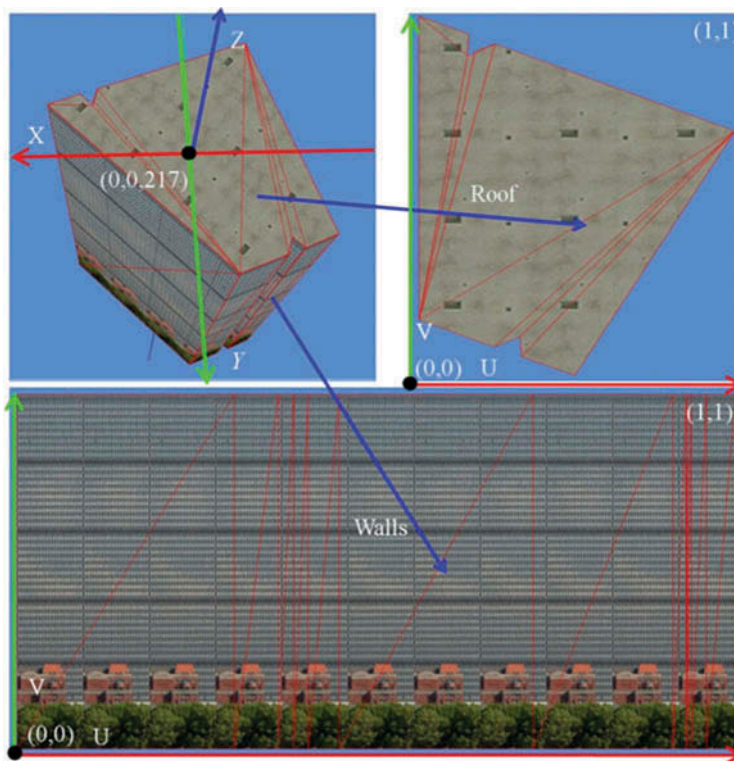 Z
X
(0,0,217)
Y
(1,1)
Roof
V
(0,0) U
(1,1)
Walls
V
(0,0) U